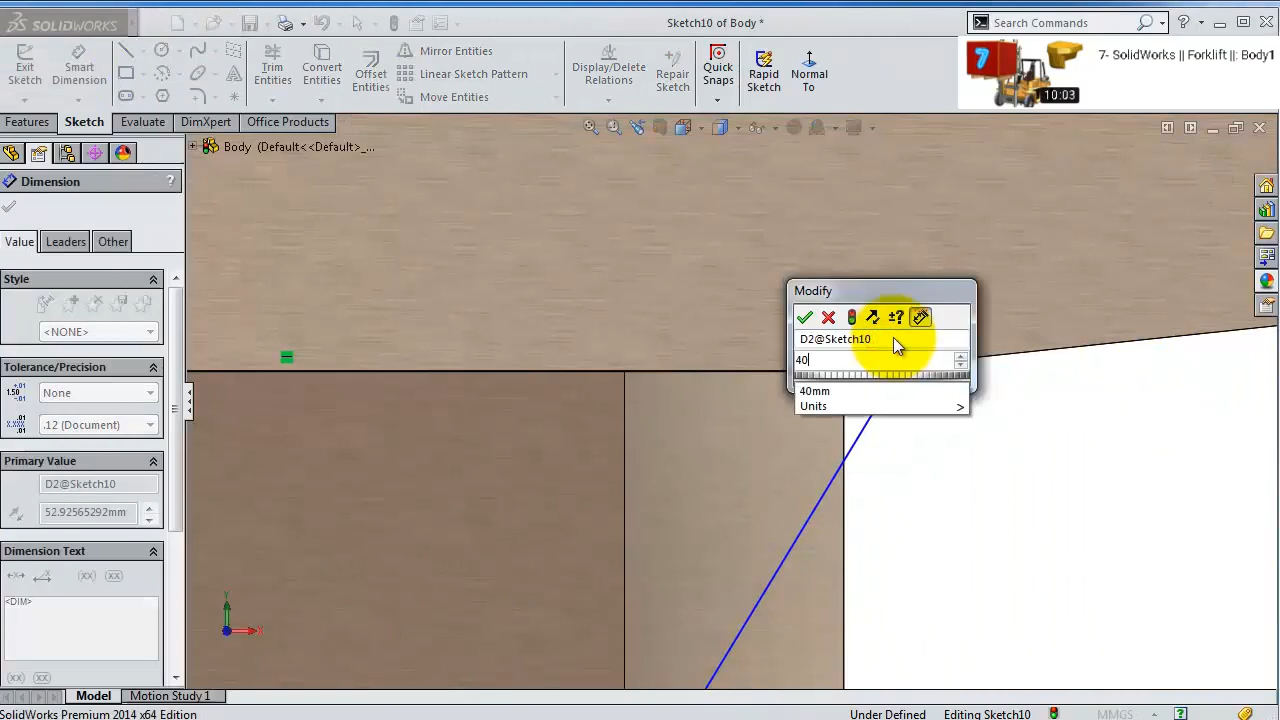 SOLIDWORKS
Sketch10 of Body *
Search Commands
Exit Sketch
Smart Dimension
Trim Entities
Convert Entities
Offset Entities
Mirror Entities
Linear Sketch Pattern
Move Entities
Display/Delete Relations
Repair Sketch
Quick Snaps
Rapid Sketch
Normal To
7
10:03
7- SolidWorks || Forklift ||: Body1
Features
Sketch
Evaluate
DimXpert
Office Products
Body (Default<<Default>_...
Dimension
?
Value
Leaders
Other
Style
<NONE>
Tolerance/Precision
None
.12 (Document)
Primary Value
D2@Sketch10
52.92565292mm
Dimension Text
<DIM>
Modify
D2@Sketch10
40
40mm
Units >
Y
X
Model
Motion Study 1
SolidWorks Premium 2014 x64 Edition
Under Defined
Editing Sketch10
MMGS